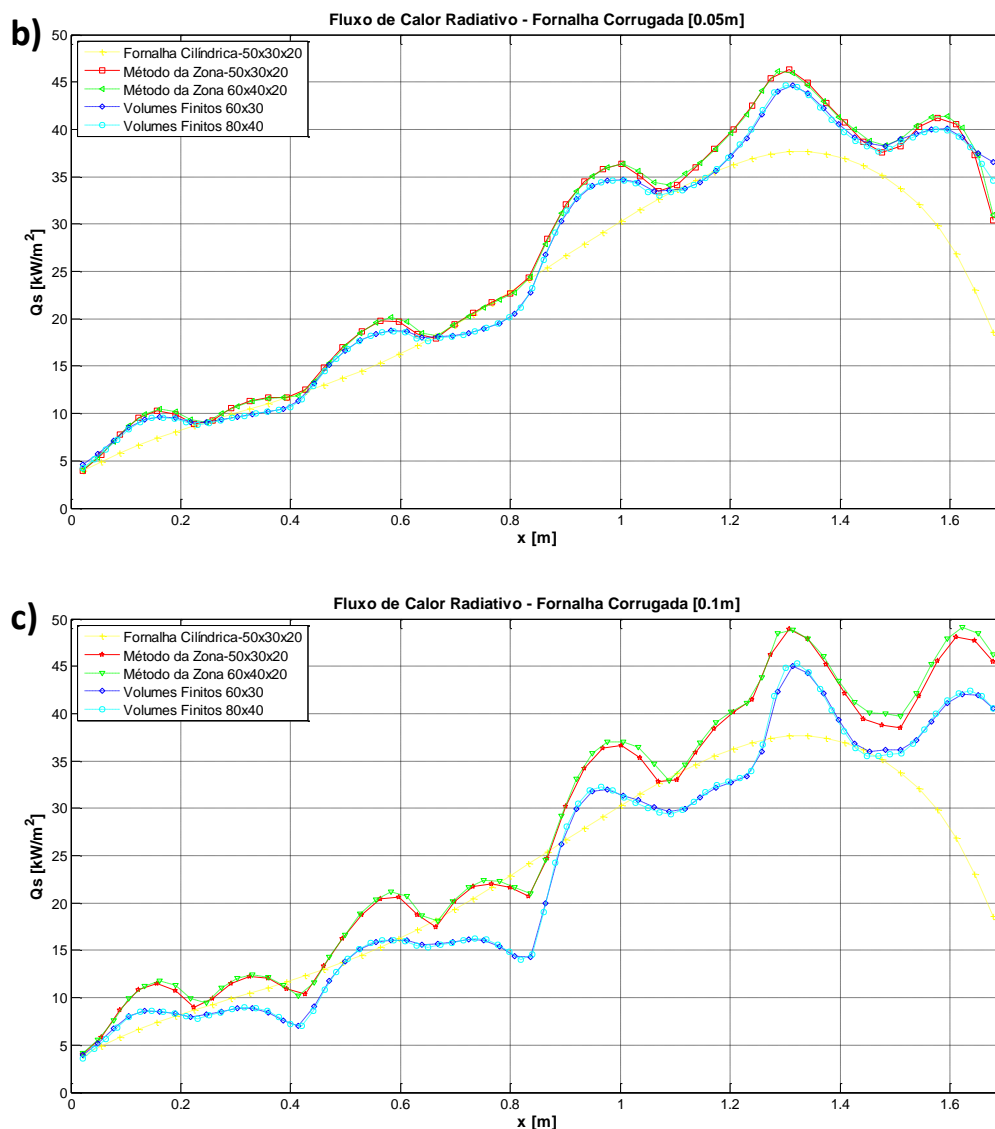 b)
Fluxo de Calor Radiativo - Fornalha Corrugada [0.05m]
Fornalha Cilíndrica-50x30x20
Método da Zona-50x30x20
Método da Zona 60x40x20
Volumes Finitos 60x30
Volumes Finitos 80x40
Qs [kW/m²]
50
45
40
35
30
25
20
15
10
5
0
0 0.2 0.4 0.6 0.8 1 1.2 1.4 1.6
x [m]
c)
Fluxo de Calor Radiativo - Fornalha Corrugada [0.1m]
Fornalha Cilíndrica-50x30x20
Método da Zona-50x30x20
Método da Zona 60x40x20
Volumes Finitos 60x30
Volumes Finitos 80x40
Qs [kW/m²]
50
45
40
35
30
25
20
15
10
5
0
0 0.2 0.4 0.6 0.8 1 1.2 1.4 1.6
x [m]